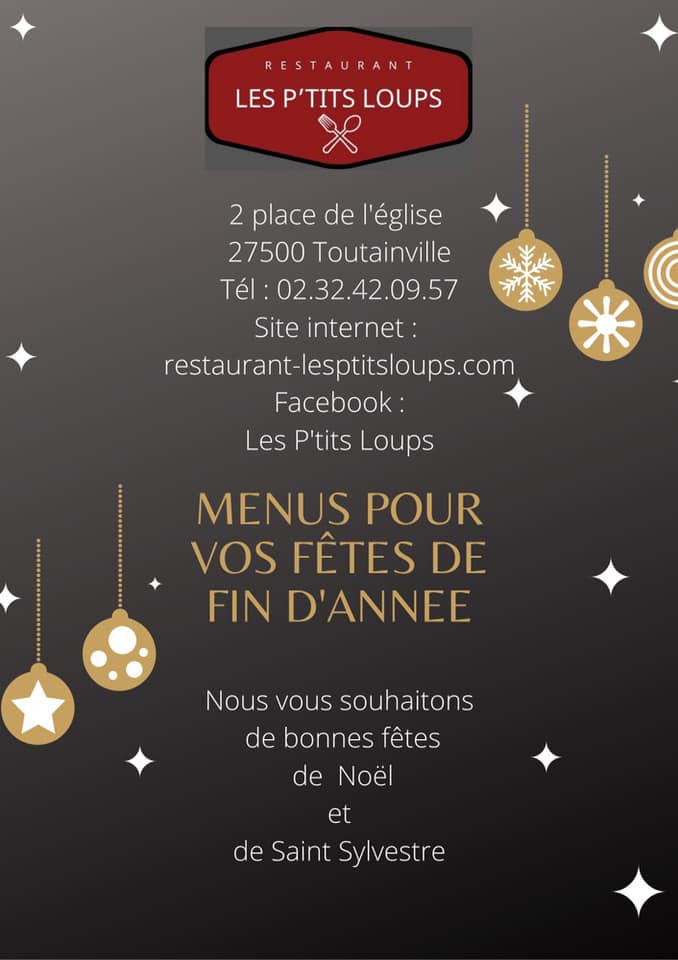 RESTAURANT
LES P'TITS LOUPS
2 place de l'église
27500 Toutainville
Tél : 02.32.42.09.57
Site internet :
restaurant-lesptitsloups.com
Facebook :
Les P'tits Loups
MENUS POUR
VOS FÊTES DE
FIN D'ANNEE
Nous vous souhaitons
de bonnes fêtes
de Noël
et
de Saint Sylvestre